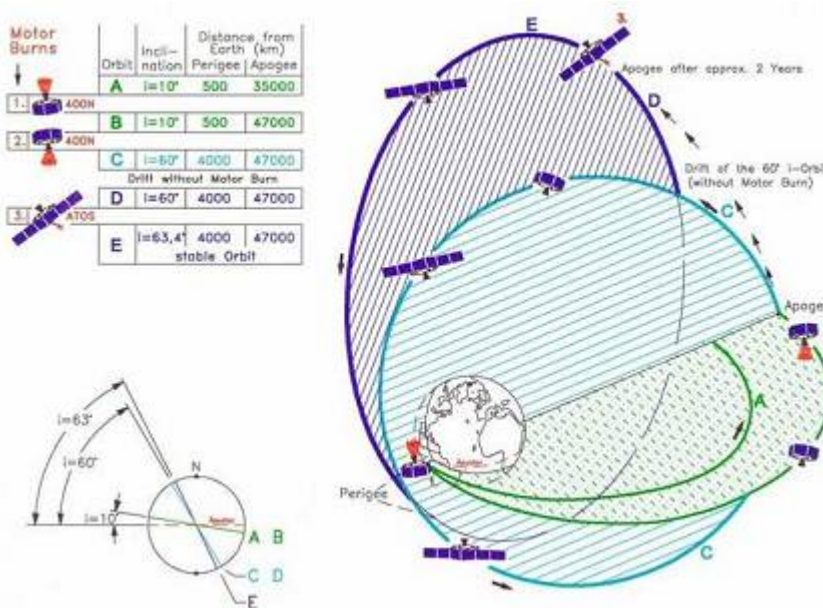 Motor
Burns
Orbit
Incli-
nation
Distance from
Earth (km)
Perigee Apogee
A i=10° 500 35000
1. 400N
B i=10° 500 47000
2. 400N
C i=60° 4000 47000
Drift without Motor Burn
D i=60° 4000 47000
3. ATOS
E i=63,4° 4000 47000
stable Orbit
E
3.
Apogee after approx. 2 Years
D
Drift of the 60° i-Orbit
(without Motor Burn)
C
Apogee
A
Perigee
C
i=63°
i=60°
i=10°
N
A B
C D
E